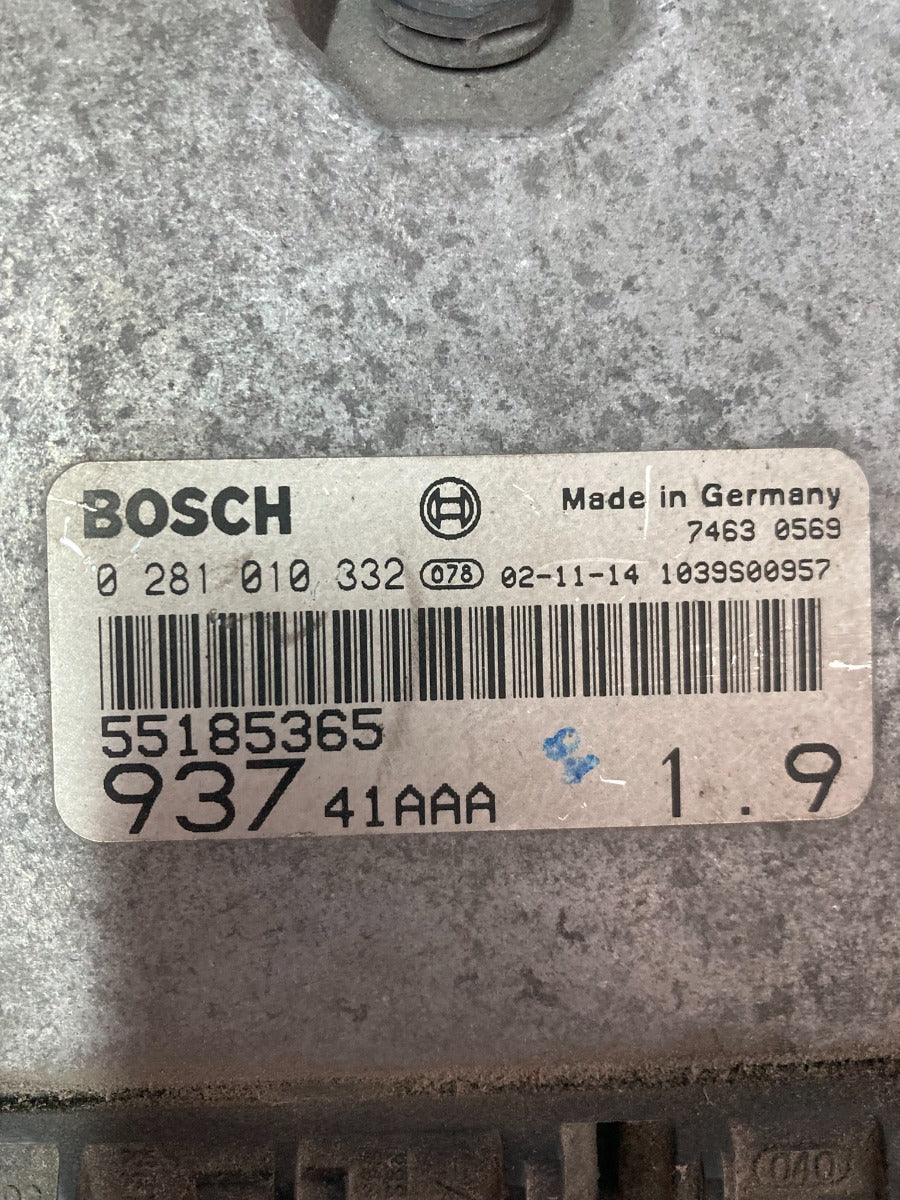 BOSCH
Made in Germany
7463 0569
0 281 010 332 078 02-11-14 1039S00957
55185365
937 41AAA 1.9
040